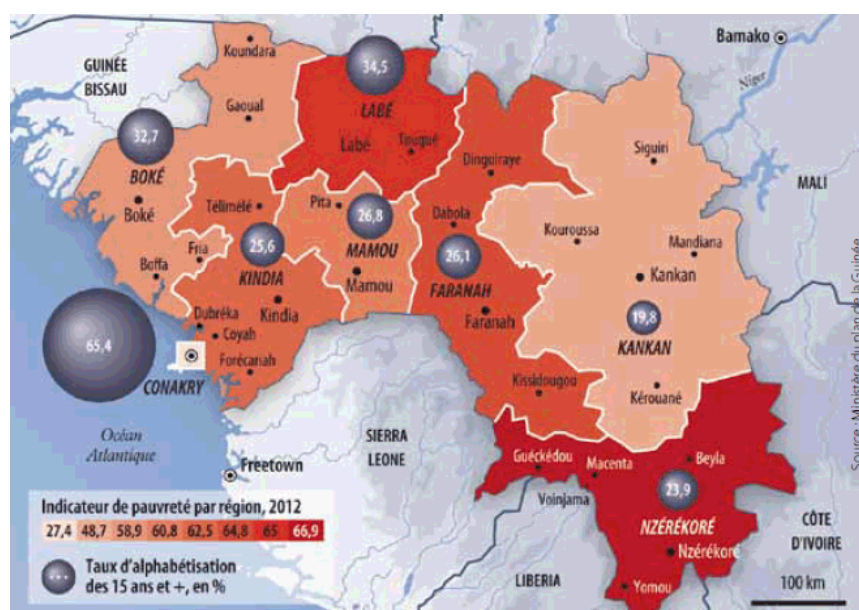 Bamako
Koundara
GUINÉE
BISSAU
34,5
LABÉ
Niger
Gaoual
32,7
BOKÉ
Labé
Tougué
Siguiri
Dinguiraye
MALI
Boké
Télimélé
Pita
26,8
MAMOU
Dabola
Kouroussa
Mandiana
Fria
25,6
KINDIA
26,1
FARANAH
Kankan
Boffa
Mamou
Dubréka
Kindia
Faranah
19,8
KANKAN
Coyah
65,4
Forécariah
CONAKRY
Kissidougou
Kérouané
Océan
Atlantique
SIERRA
LEONE
Freetown
Guéckédou
Macenta
Beyla
Voinjama
23,9
NZÉRÉKORÉ
CÔTE
D'IVOIRE
Nzérékoré
LIBERIA
Yomou
100 km
Indicateur de pauvreté par région, 2012
27,4 48,7 58,9 60,8 62,5 64,8 65 66,9
... Taux d'alphabétisation
des 15 ans et +, en %
Source : Ministère du plan de la Guinée